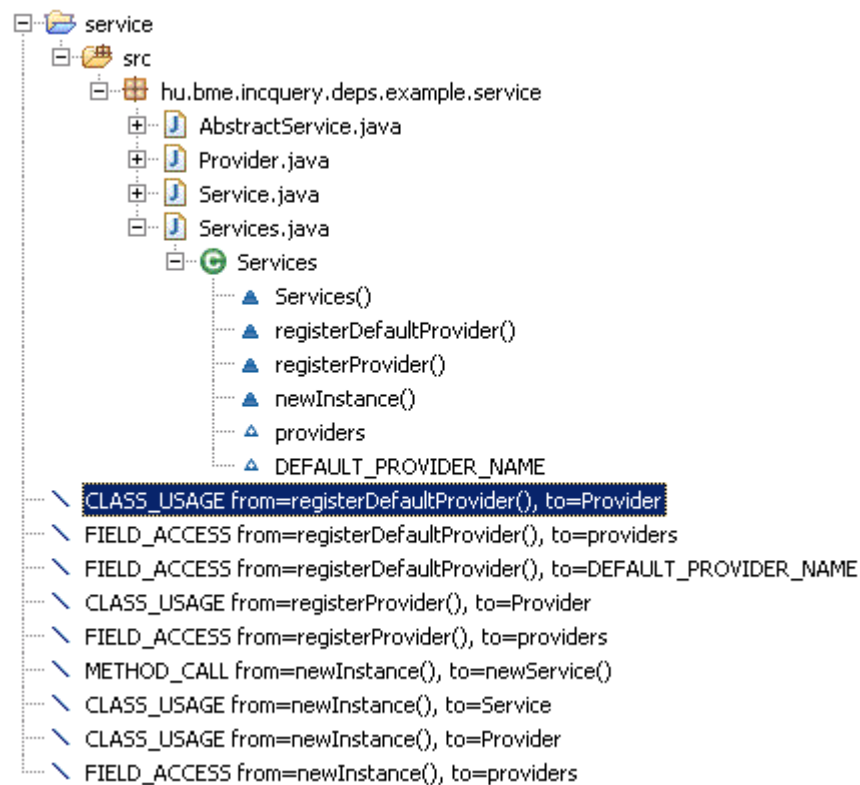 service
src
hu.bme.incquery.deps.example.service
AbstractService.java
Provider.java
Service.java
Services.java
Services
Services()
registerDefaultProvider()
registerProvider()
newInstance()
providers
DEFAULT_PROVIDER_NAME
CLASS_USAGE from=registerDefaultProvider(), to=Provider
FIELD_ACCESS from=registerDefaultProvider(), to=providers
FIELD_ACCESS from=registerDefaultProvider(), to=DEFAULT_PROVIDER_NAME
CLASS_USAGE from=registerProvider(), to=Provider
FIELD_ACCESS from=registerProvider(), to=providers
METHOD_CALL from=newInstance(), to=newService()
CLASS_USAGE from=newInstance(), to=Service
CLASS_USAGE from=newInstance(), to=Provider
FIELD_ACCESS from=newInstance(), to=providers